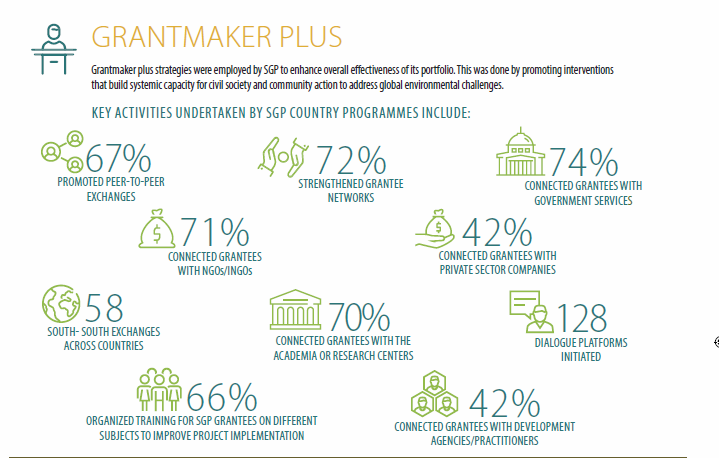 GRANTMAKER PLUS
Grantmaker plus strategies were employed by SGP to enhance overall effectiveness of its portfolio. This was done by promoting interventions
that build systemic capacity for civil society and community action to address global environmental challenges.
KEY ACTIVITIES UNDERTAKEN BY SGP COUNTRY PROGRAMMES INCLUDE:
67%
PROMOTED PEER-TO-PEER
EXCHANGES
72%
STRENGTHENED GRANTEE
NETWORKS
74%
CONNECTED GRANTEES WITH
GOVERNMENT SERVICES
$
71%
CONNECTED GRANTEES
WITH NGOs/INGOs
$
42%
CONNECTED GRANTEES WITH
PRIVATE SECTOR COMPANIES
58
SOUTH- SOUTH EXCHANGES
ACROSS COUNTRIES
70%
CONNECTED GRANTEES WITH THE
ACADEMIA OR RESEARCH CENTERS
128
DIALOGUE PLATFORMS
INITIATED
66%
ORGANIZED TRAINING FOR SGP GRANTEES ON DIFFERENT
SUBJECTS TO IMPROVE PROJECT IMPLEMENTATION
42%
CONNECTED GRANTEES WITH DEVELOPMENT
AGENCIES/PRACTITIONERS